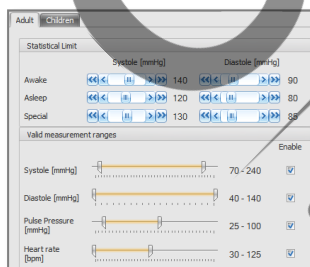 Adult Children
Statistical Limit
Systole [mmHg] Diastole [mmHg]
Awake 140 90
Asleep 120 80
Special 130 85
Valid measurement ranges
Enable
Systole [mmHg] 70 - 240
Diastole [mmHg] 40 - 140
Pulse Pressure
[mmHg] 25 - 100
Heart rate
[bpm] 30 - 125